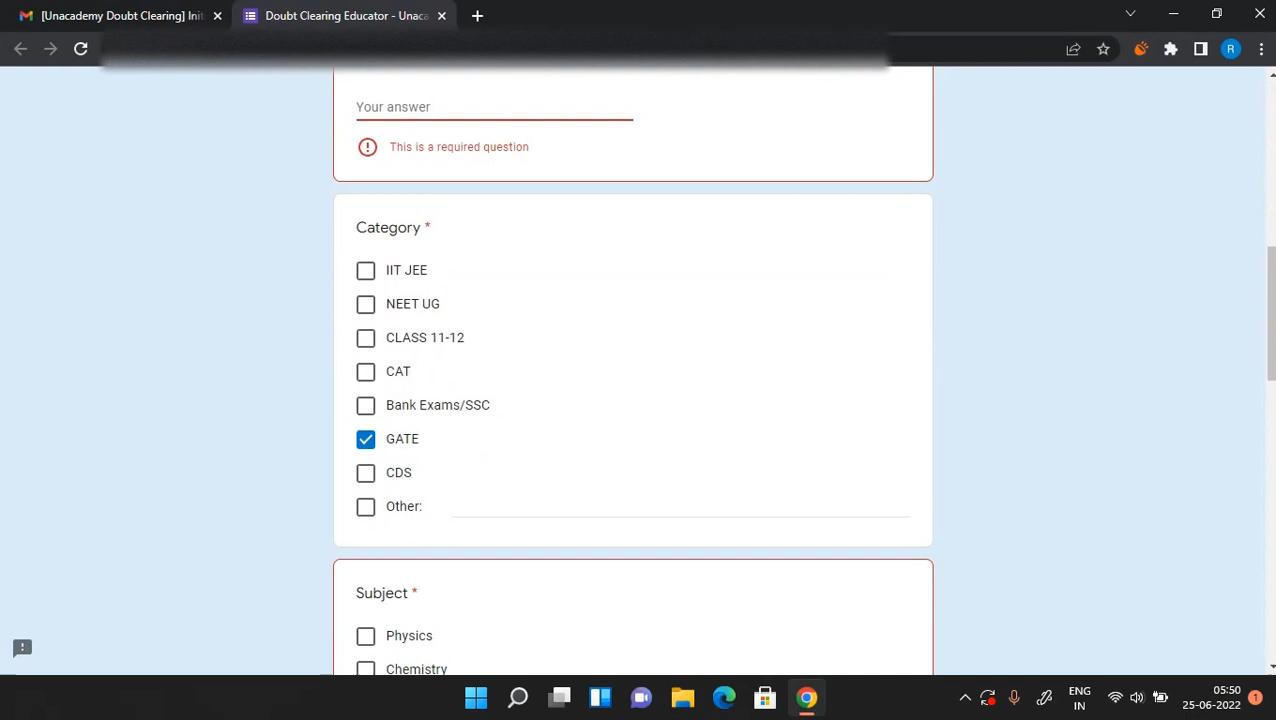 [Unacademy Doubt Clearing] Init
Doubt Clearing Educator - Unaca
R
Your answer
This is a required question
Category *
IIT JEE
NEET UG
CLASS 11-12
CAT
Bank Exams/SSC
GATE
CDS
Other:
Subject *
Physics
Chemistry
ENG
IN
05:50
25-06-2022
1